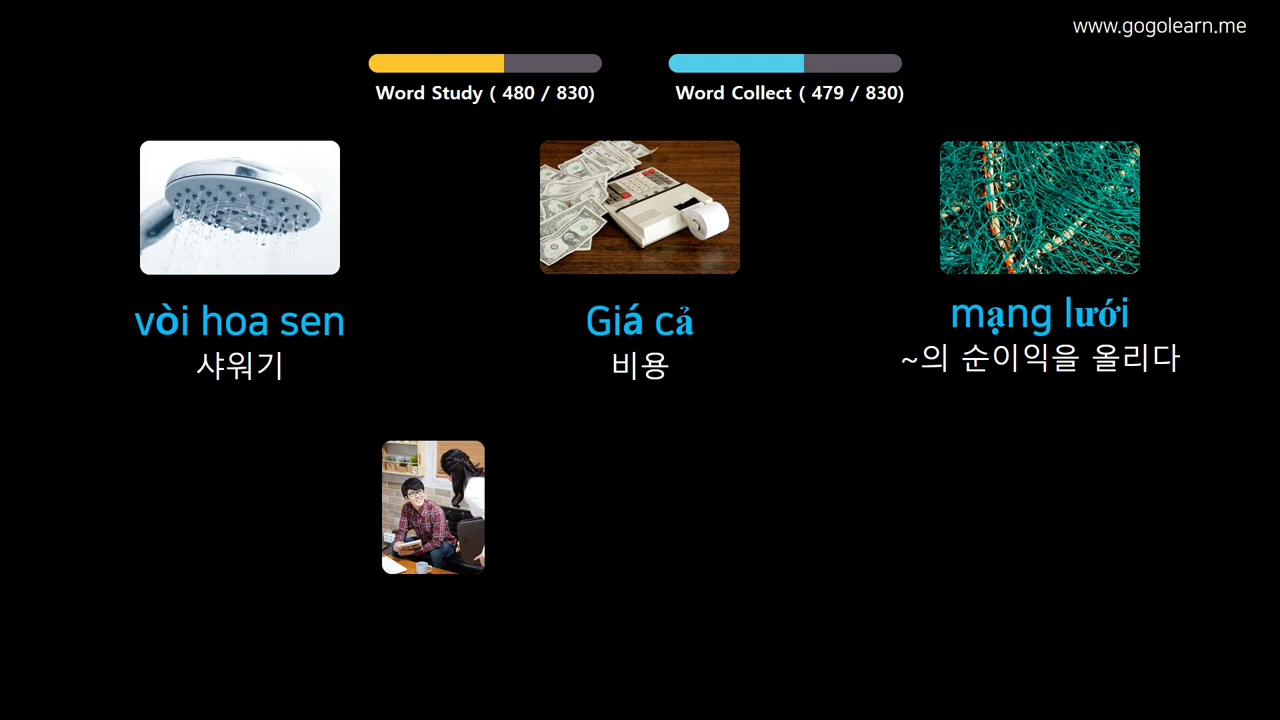 www.gogolearn.me
Word Study ( 480 / 830)
Word Collect ( 479 / 830)
vòi hoa sen
샤워기
Giá cả
비용
mạng lưới
~의 순이익을 올리다